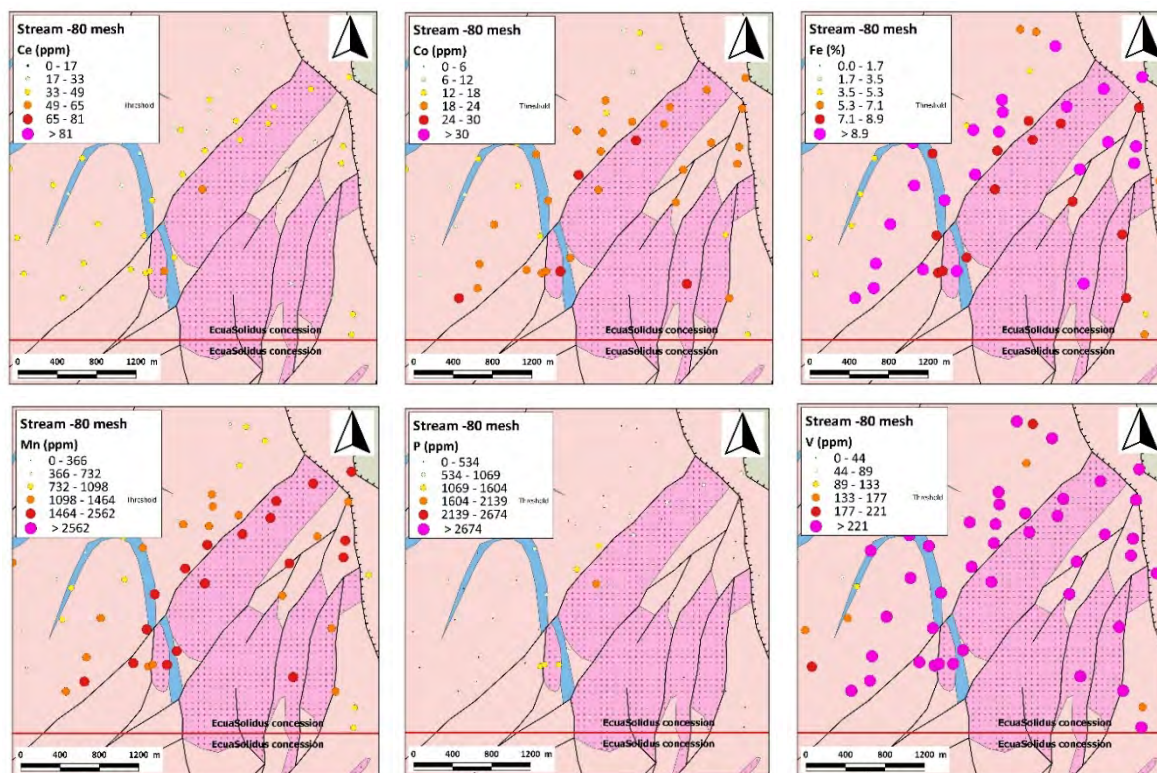 Stream -80 mesh
Ce (ppm)
0 - 17
17 - 33
33 - 49
49 - 65
65 - 81
> 81
Threshold
EcuaSolidus concession
EcuaSolidus concession
0 400 800 1200 m
Stream -80 mesh
Co (ppm)
0 - 6
6 - 12
12 - 18
18 - 24
24 - 30
> 30
Threshold
EcuaSolidus concession
EcuaSolidus concession
0 400 800 1200 m
Stream -80 mesh
Fe (%)
0.0 - 1.7
1.7 - 3.5
3.5 - 5.3
5.3 - 7.1
7.1 - 8.9
> 8.9
Threshold
EcuaSolidus concession
EcuaSolidus concession
0 400 800 1200 m
Stream -80 mesh
Mn (ppm)
0 - 366
366 - 732
732 - 1098
1098 - 1464
1464 - 2562
> 2562
Threshold
EcuaSolidus concession
EcuaSolidus concession
0 400 800 1200 m
Stream -80 mesh
P (ppm)
0 - 534
534 - 1069
1069 - 1604
1604 - 2139
2139 - 2674
> 2674
Threshold
EcuaSolidus concession
EcuaSolidus concession
0 400 800 1200 m
Stream -80 mesh
V (ppm)
0 - 44
44 - 89
89 - 133
133 - 177
177 - 221
> 221
Threshold
EcuaSolidus concession
EcuaSolidus concession
0 400 800 1200 m